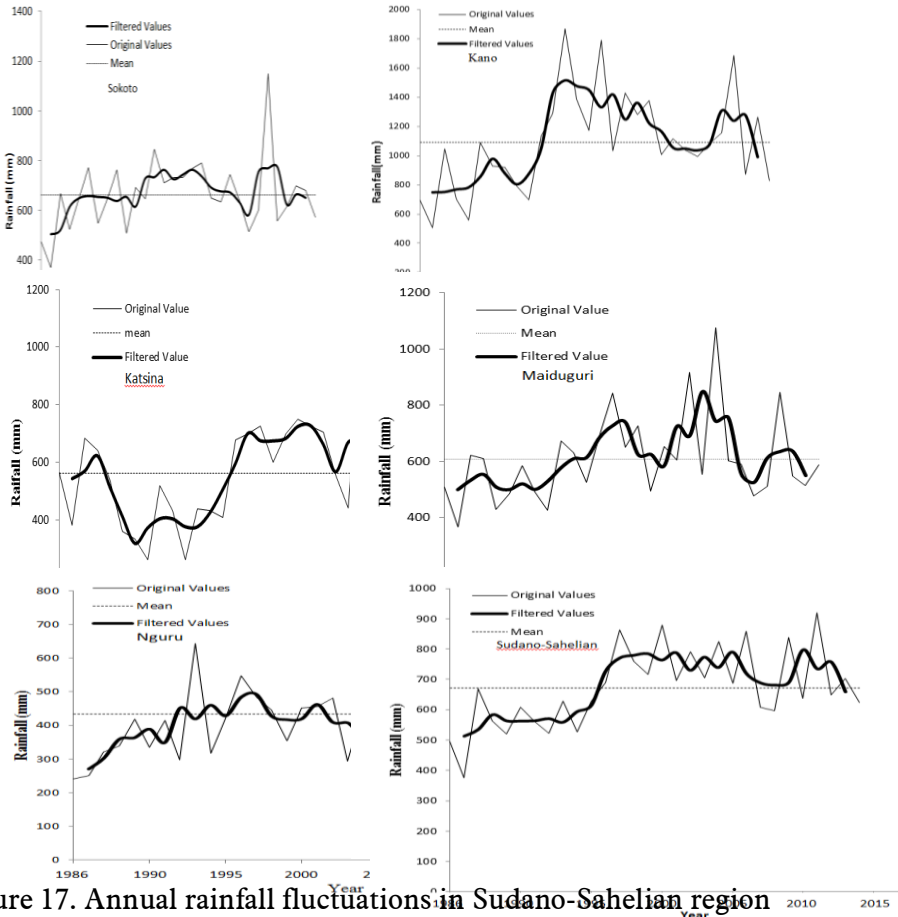 1400
1200
1000
800
600
400
Rainfall (mm)
Filtered Values
Original Values
Mean
Sokoto
2000
1800
1600
1400
1200
1000
800
600
400
Rainfall(mm)
Original Values
Mean
Filtered Values
Kano
1200
1000
800
600
400
Raifall (mm)
Original Value
mean
Filtered Value
Katsina
1200
1000
800
600
400
Rainfall (mm)
Original Value
Mean
Filtered Value
Maiduguri
800
700
600
500
400
300
200
100
0
Rainfall (mm)
Original Values
Mean
Filtered Values
Nguru
1986 1990 1995 2000 2
Year
1000
900
800
700
600
500
400
300
200
100
0
Rainfall (mm)
Original Values
Filtered Values
Mean
Sudano-Sahelian
2010 2015
Year
ure 17. Annual rainfall fluctuations in Sudano-Sahelian region